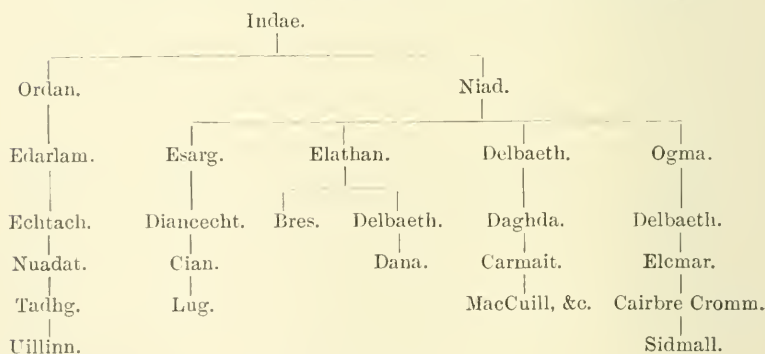 Indae.
Ordan. Niad.
Edarlam. Esarg. Elathan. Delbaeth. Ogma.
Echtach. Diancecht. Bres. Delbaeth. Daghda. Delbaeth.
Nuadat. Cian. Dana. Carmait. Elcmar.
Tadhg. Lug. MacCuill, &c. Cairbre Cromm.
Uillinn. Sidmall.